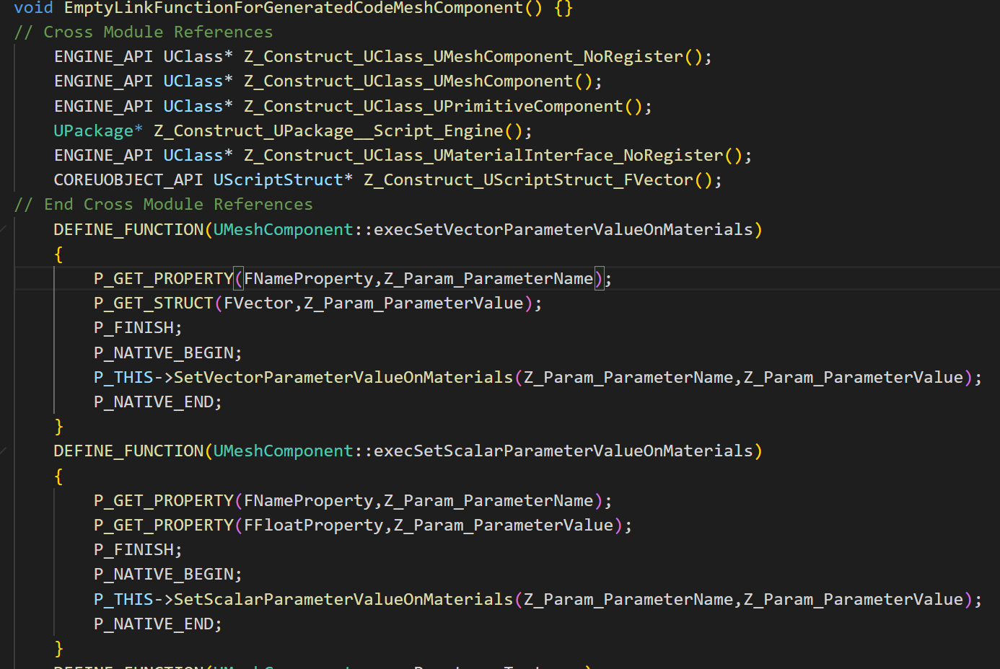 void EmptyLinkFunctionForGeneratedCodeMeshComponent() {}
// Cross Module References
ENGINE_API UClass* Z_Construct_UClass_UMeshComponent_NoRegister();
ENGINE_API UClass* Z_Construct_UClass_UMeshComponent();
ENGINE_API UClass* Z_Construct_UClass_UPrimitiveComponent();
UPackage* Z_Construct_UPackage__Script_Engine();
ENGINE_API UClass* Z_Construct_UClass_UMaterialInterface_NoRegister();
COREUOBJECT_API UScriptStruct* Z_Construct_UScriptStruct_FVector();
// End Cross Module References
DEFINE_FUNCTION(UMeshComponent::execSetVectorParameterValueOnMaterials)
{
P_GET_PROPERTY(FNameProperty,Z_Param_ParameterName);
P_GET_STRUCT(FVector,Z_Param_ParameterValue);
P_FINISH;
P_NATIVE_BEGIN;
P_THIS->SetVectorParameterValueOnMaterials(Z_Param_ParameterName,Z_Param_ParameterValue);
P_NATIVE_END;
}
DEFINE_FUNCTION(UMeshComponent::execSetScalarParameterValueOnMaterials)
{
P_GET_PROPERTY(FNameProperty,Z_Param_ParameterName);
P_GET_PROPERTY(FFloatProperty,Z_Param_ParameterValue);
P_FINISH;
P_NATIVE_BEGIN;
P_THIS->SetScalarParameterValueOnMaterials(Z_Param_ParameterName,Z_Param_ParameterValue);
P_NATIVE_END;
}